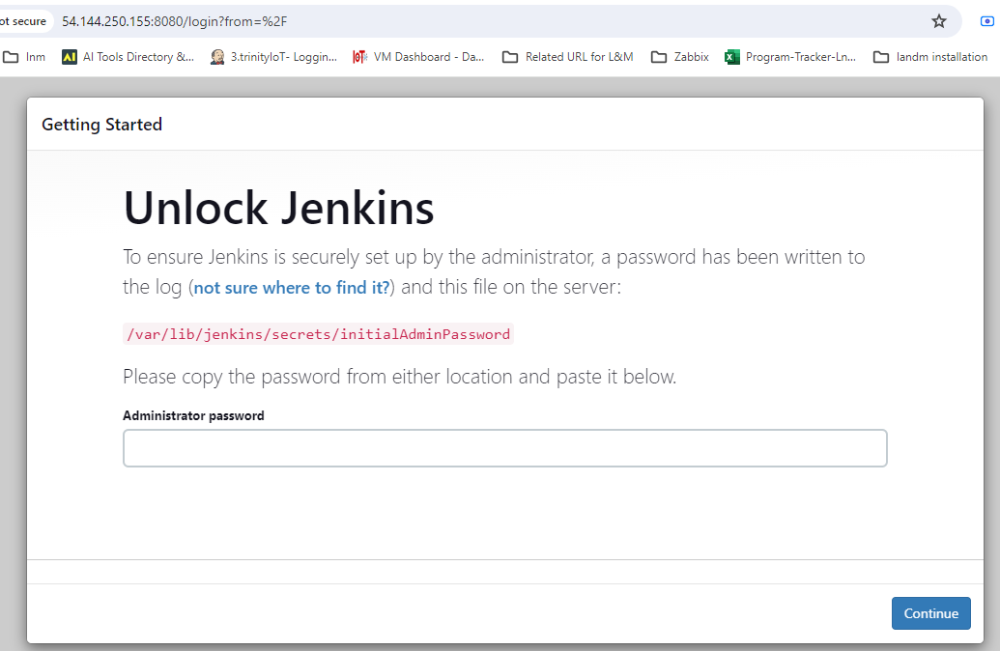 ot secure 54.144.250.155:8080/login?from=%2F
Inm AI Tools Directory &... 3.trinityIoT- Loggin... IoT VM Dashboard - Da... Related URL for L&M Zabbix Program-Tracker-Ln... landm installation
Getting Started
Unlock Jenkins
To ensure Jenkins is securely set up by the administrator, a password has been written to
the log (not sure where to find it?) and this file on the server:
/var/lib/jenkins/secrets/initialAdminPassword
Please copy the password from either location and paste it below.
Administrator password
Continue